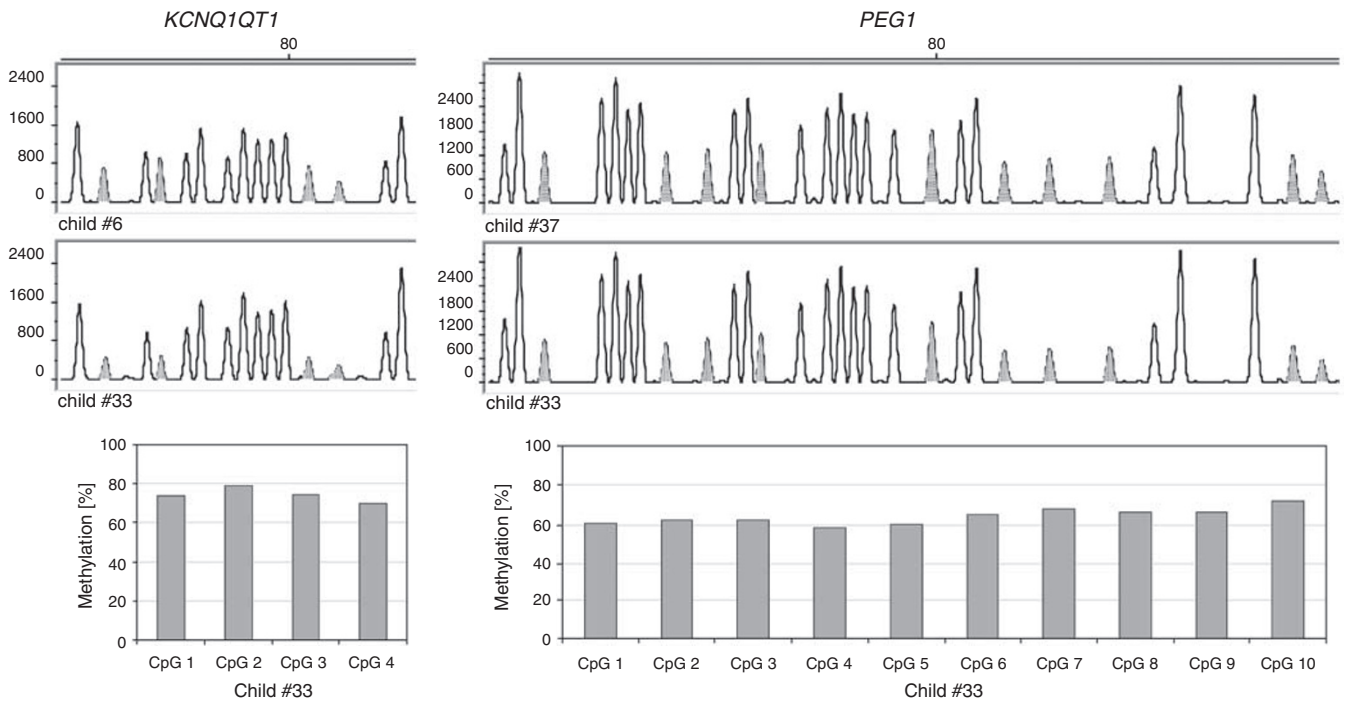 KCNQ1QT1
80
2400
1600
800
0
child #6
2400
1600
800
0
child #33
PEG1
80
2400
1800
1200
600
0
child #37
2400
1800
1200
600
0
child #33
Methylation [%]
100
80
60
40
20
0
CpG 1 CpG 2 CpG 3 CpG 4
Child #33
Methylation [%]
100
80
60
40
20
0
CpG 1 CpG 2 CpG 3 CpG 4 CpG 5 CpG 6 CpG 7 CpG 8 CpG 9 CpG 10
Child #33